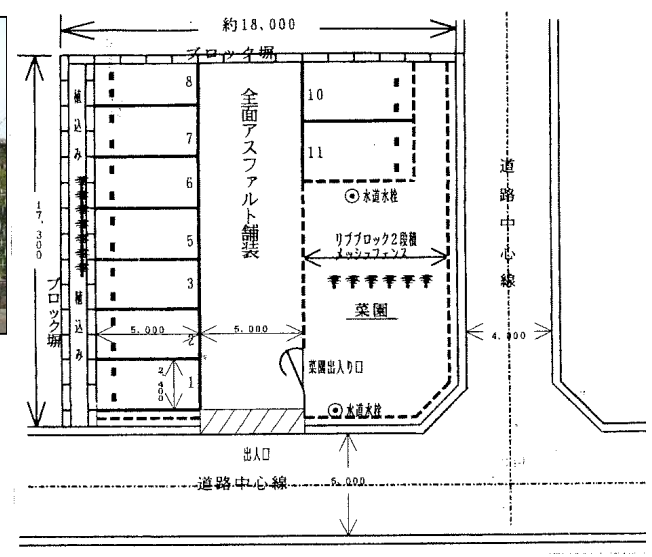 約18,000
ブロック塀
17,300
ブロック塀
植込み
植込み
8
7
6
5
3
2
1
5.000
5.000
2,400
全面アスファルト舗装
10
11
水道水栓
リブブロック2段積
メッシュフェンス
菜園
菜園出入り口
水道水栓
道路中心線
4.000
出入口
道路中心線
5.000